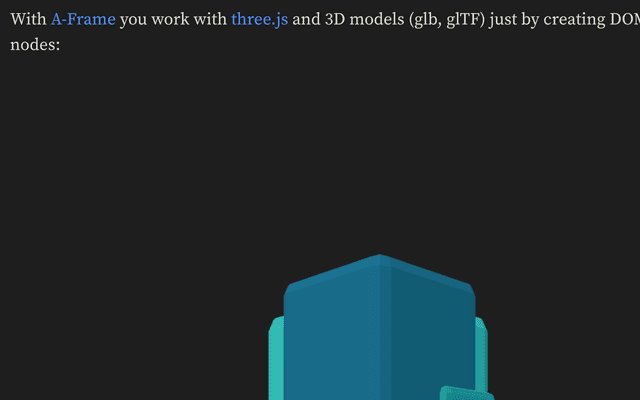 With A-Frame you work with three.js and 3D models (glb, glTF) just by creating DOM
nodes: